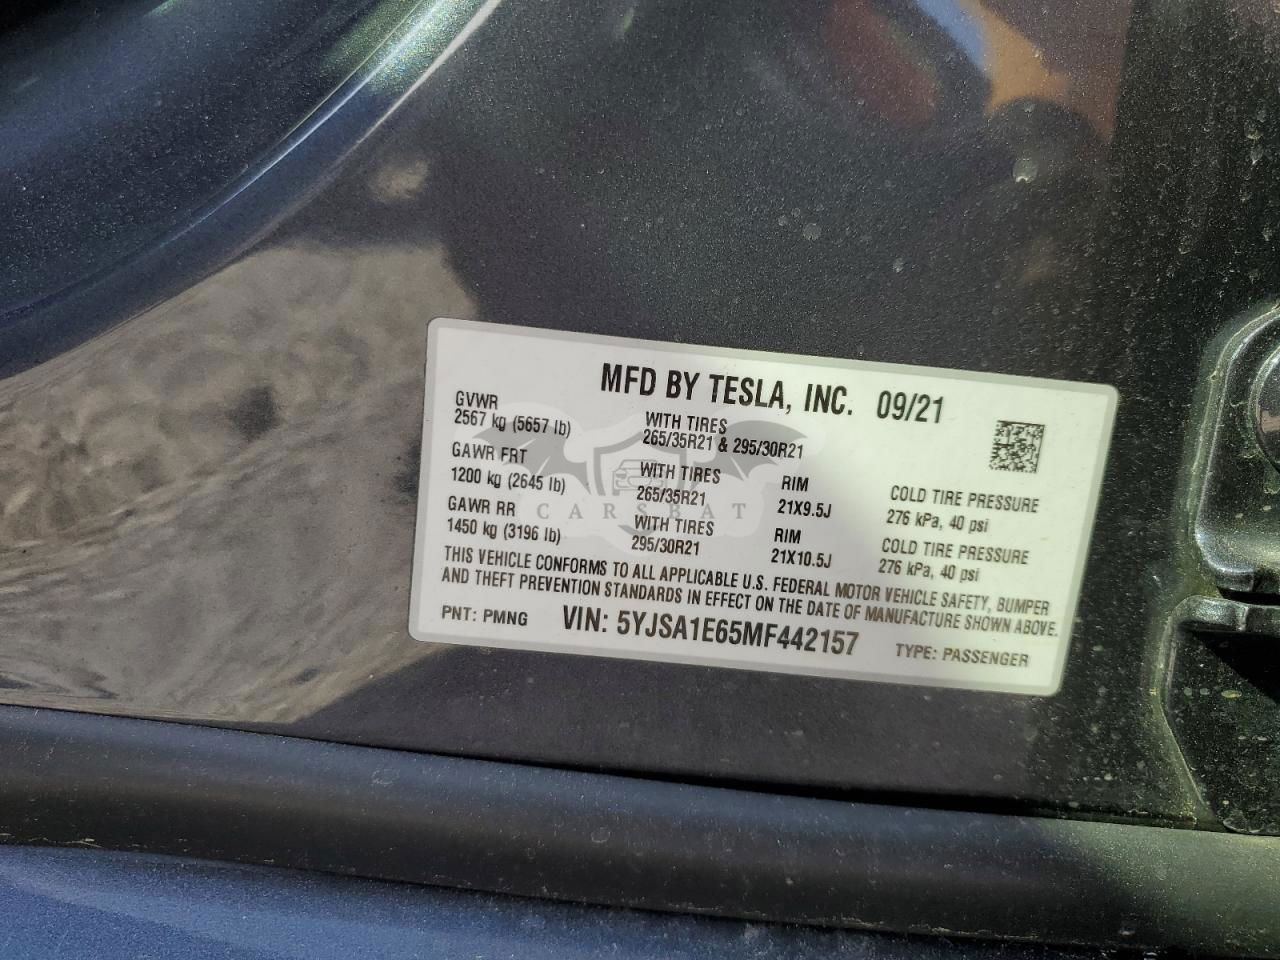 MFD BY TESLA, INC. 09/21
GVWR
2567 kg (5657 lb)
WITH TIRES
265/35R21 & 295/30R21
GAWR FRT
1200 kg (2645 lb)
WITH TIRES
265/35R21
RIM
21X9.5J
COLD TIRE PRESSURE
276 kPa, 40 psi
GAWR RR
1450 kg (3196 lb)
WITH TIRES
295/30R21
RIM
21X10.5J
COLD TIRE PRESSURE
276 kPa, 40 psi
THIS VEHICLE CONFORMS TO ALL APPLICABLE U.S. FEDERAL MOTOR VEHICLE SAFETY, BUMPER
AND THEFT PREVENTION STANDARDS IN EFFECT ON THE DATE OF MANUFACTURE SHOWN ABOVE.
PNT: PMNG VIN: 5YJSA1E65MF442157 TYPE: PASSENGER
CARSBAT